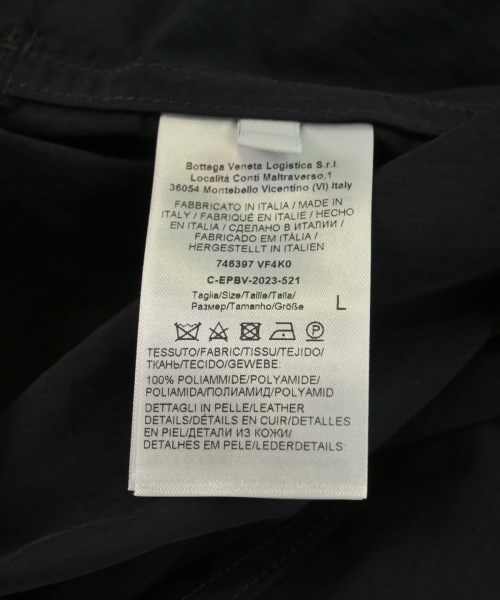 Bottega Veneta Logistica S.r.l.
Località Conti Maltraverso,1
36054 Montebello Vicentino (VI) Italy
FABBRICATO IN ITALIA / MADE IN
ITALY / FABRIQUÉ EN ITALIE / HECHO
EN ITALIA / СДЕЛАНО В ИТАЛИИ /
FABRICADO EM ITÁLIA /
HERGESTELLT IN ITALIEN
746397 VF4K0
C-EPBV-2023-521
Taglia/Size/Taille/Talla/
Размер/Tamanho/Größe L
P
TESSUTO/FABRIC/TISSU/TEJIDO/
ТКАНЬ/TECIDO/GEWEBE:
100% POLIAMMIDE/POLYAMIDE/
POLIAMIDA/ПОЛИАМИД/POLYAMID
DETTAGLI IN PELLE/LEATHER
DETAILS/DÉTAILS EN CUIR/DETALLES
EN PIEL/ДЕТАЛИ ИЗ КОЖИ/
DETALHES EM PELE/LEDERDETAILS: